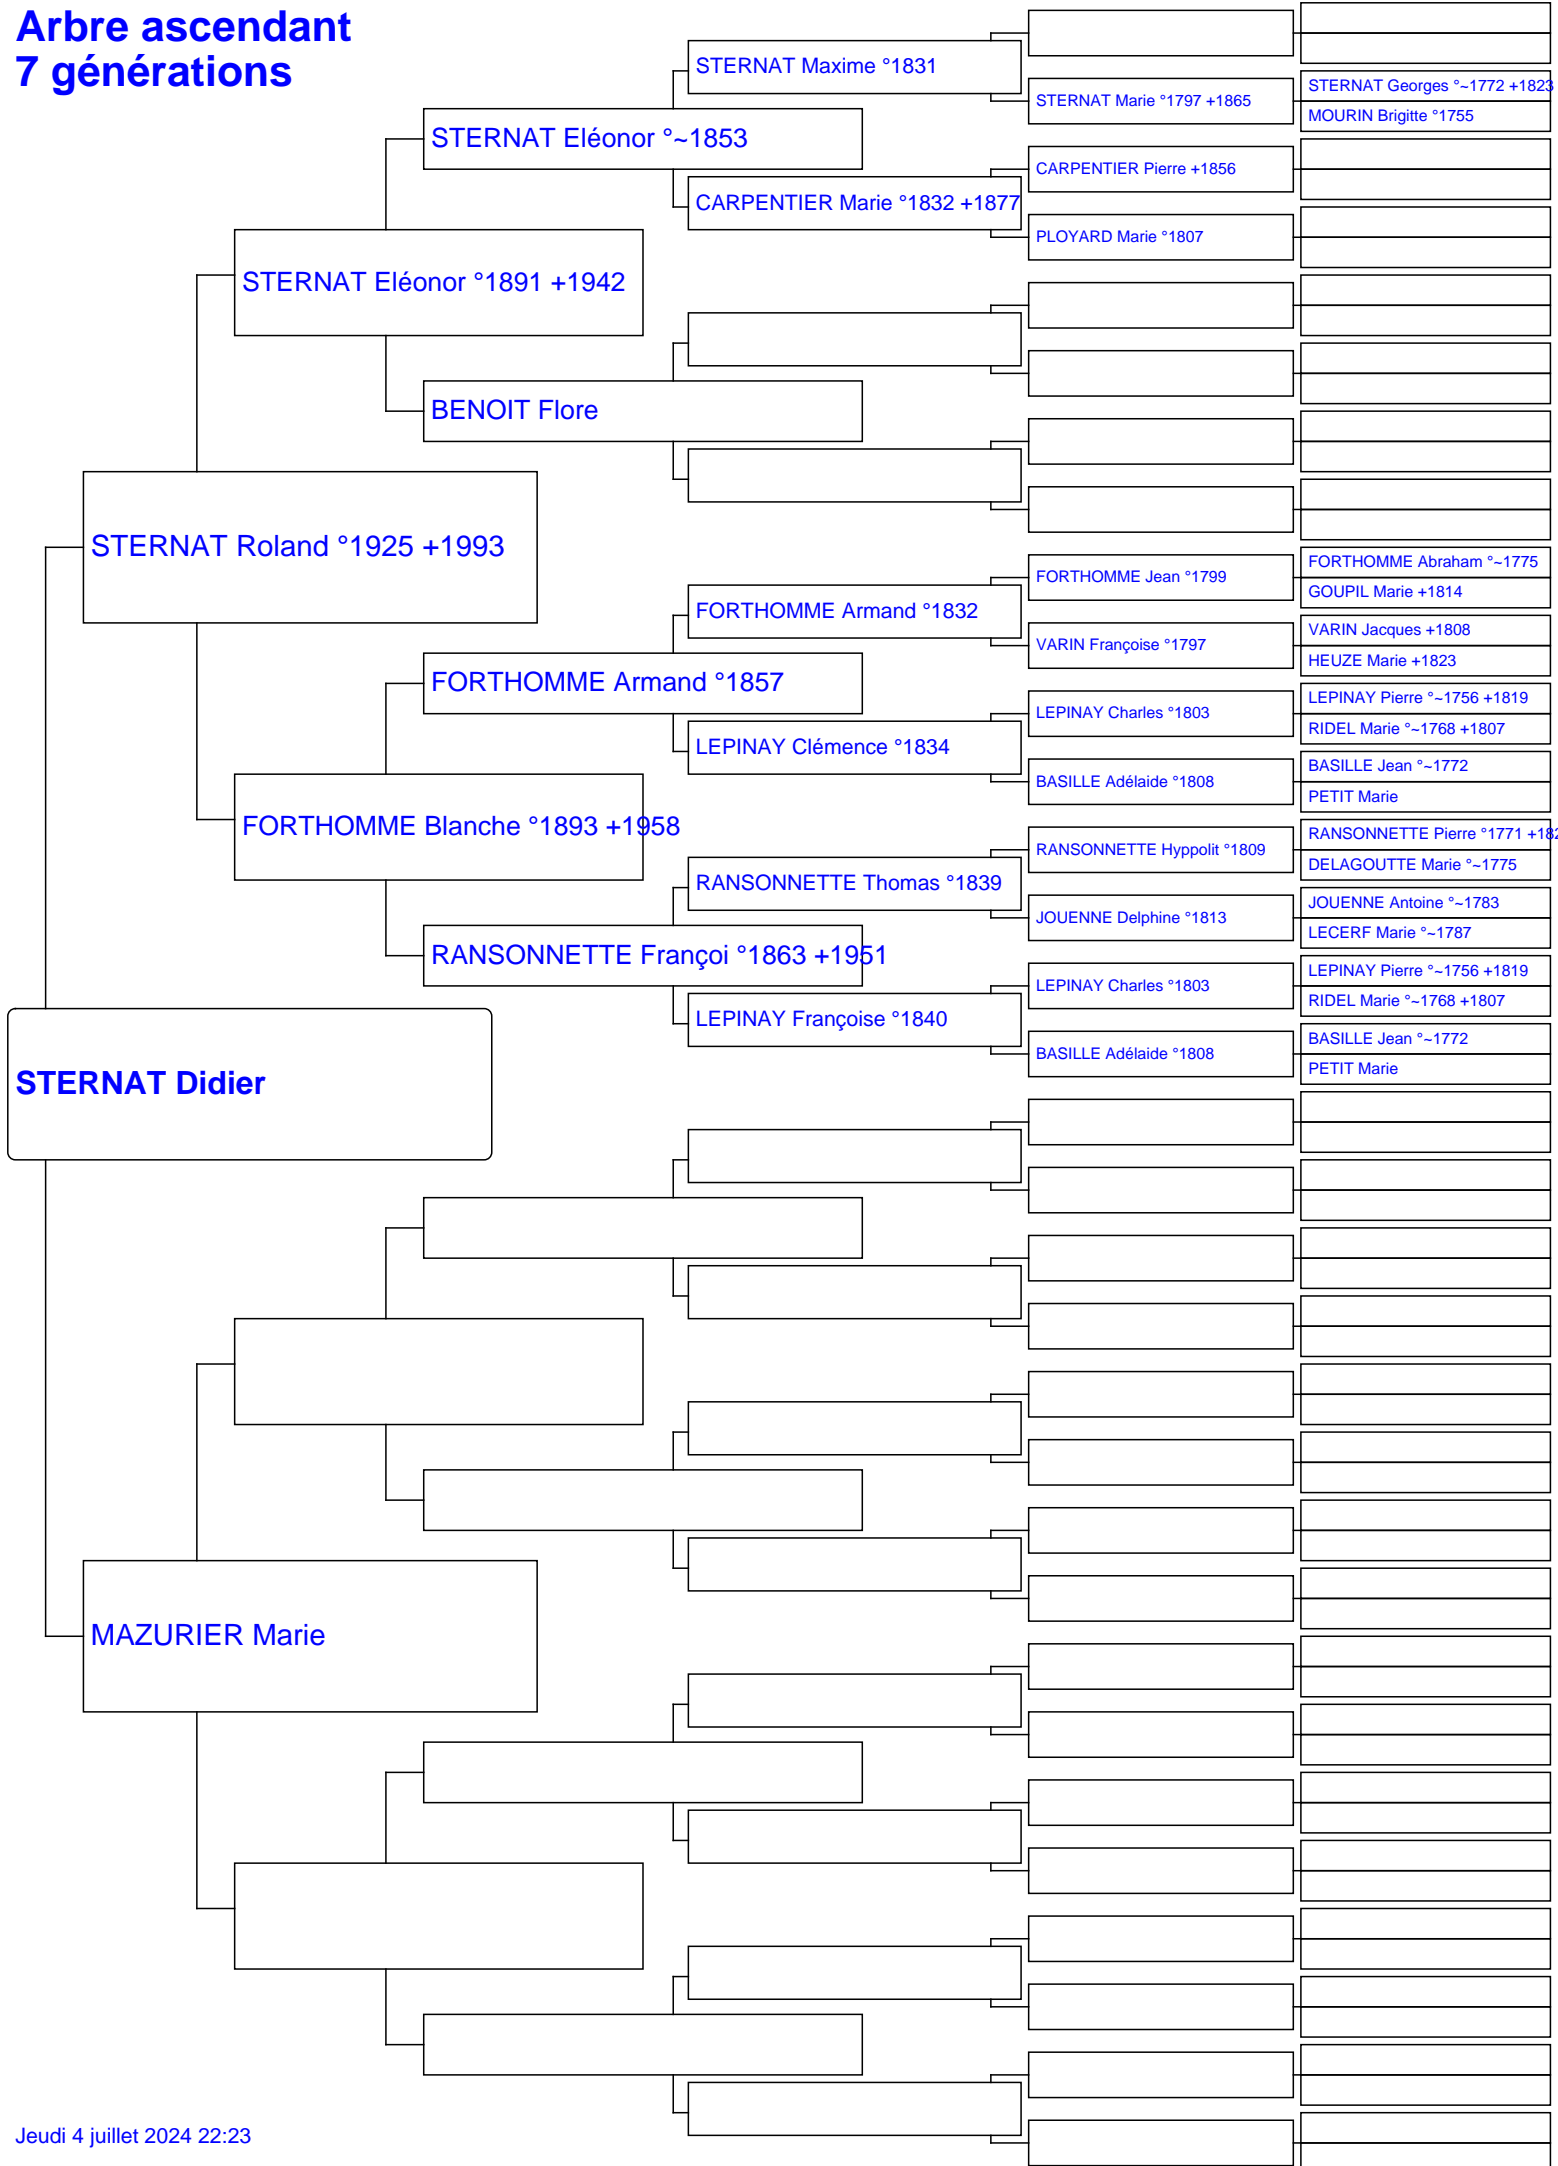 Arbre ascendant
7 générations
STERNAT Maxime °1831
STERNAT Marie °1797 +1865
STERNAT Georges °~1772 +1823
MOURIN Brigitte °1755
STERNAT Eléonor °~1853
CARPENTIER Pierre +1856
CARPENTIER Marie °1832 +1877
PLOYARD Marie °1807
STERNAT Eléonor °1891 +1942
BENOIT Flore
STERNAT Roland °1925 +1993
FORTHOMME Jean °1799
FORTHOMME Abraham °~1775
GOUPIL Marie +1814
FORTHOMME Armand °1832
VARIN Françoise °1797
VARIN Jacques +1808
HEUZE Marie +1823
FORTHOMME Armand °1857
LEPINAY Charles °1803
LEPINAY Pierre °~1756 +1819
RIDEL Marie °~1768 +1807
LEPINAY Clémence °1834
BASILLE Adélaide °1808
BASILLE Jean °~1772
PETIT Marie
FORTHOMME Blanche °1893 +1958
RANSONNETTE Hyppolit °1809
RANSONNETTE Pierre °1771 +182
DELAGOUTTE Marie °~1775
RANSONNETTE Thomas °1839
JOUENNE Delphine °1813
JOUENNE Antoine °~1783
LECERF Marie °~1787
RANSONNETTE Françoi °1863 +1951
LEPINAY Charles °1803
LEPINAY Pierre °~1756 +1819
RIDEL Marie °~1768 +1807
LEPINAY Françoise °1840
BASILLE Adélaide °1808
BASILLE Jean °~1772
PETIT Marie
STERNAT Didier
MAZURIER Marie
Jeudi 4 juillet 2024 22:23